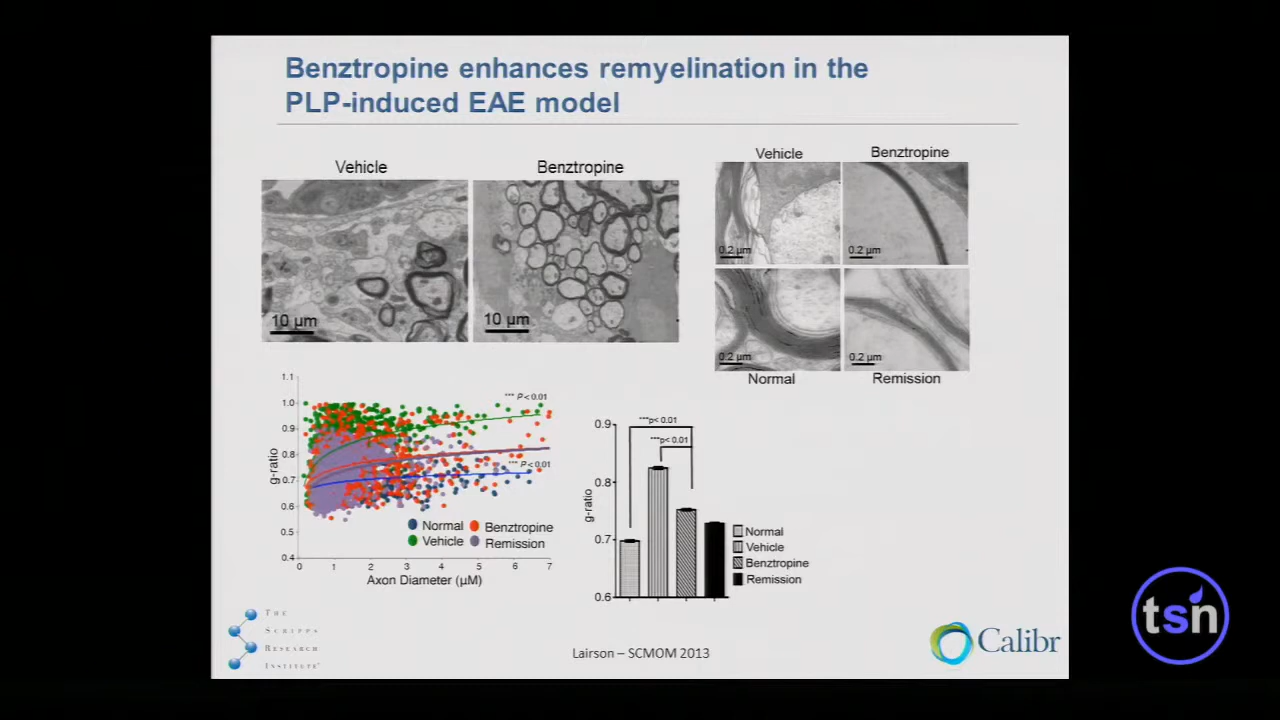 Benztropine enhances remyelination in the
PLP-induced EAE model
Vehicle
Benztropine
10 µm
10 µm
Vehicle
Benztropine
0.2 µm
0.2 µm
0.2 µm
0.2 µm
Normal
Remission
1.1
1.0
0.9
0.8
0.7
0.6
0.5
0.4
g-ratio
0 1 2 3 4 5 6 7
Axon Diameter (µM)
*** P < 0.01
*** P < 0.01
Normal
Benztropine
Vehicle
Remission
***p< 0.01
***p< 0.01
0.9
0.8
0.7
0.6
g-ratio
Normal
Vehicle
Benztropine
Remission
THE
SCRIPPS
RESEARCH
INSTITUTE
Lairson – SCMOM 2013
Calibr
tsn